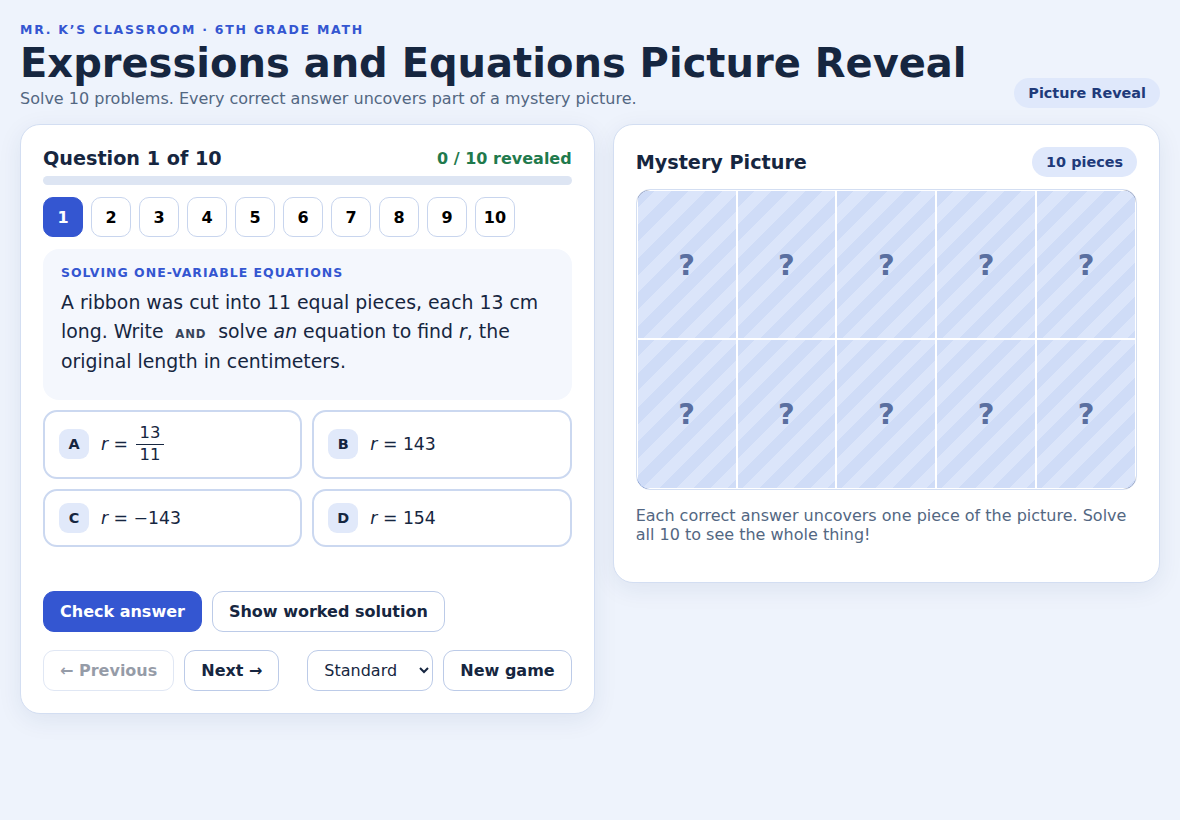 MR. K’S CLASSROOM · 6TH GRADE MATH
Expressions and Equations Picture Reveal
Solve 10 problems. Every correct answer uncovers part of a mystery picture.
Picture Reveal
Question 1 of 10
0 / 10 revealed
1 2 3 4 5 6 7 8 9 10
SOLVING ONE-VARIABLE EQUATIONS
A ribbon was cut into 11 equal pieces, each 13 cm
long. Write AND solve an equation to find r, the
original length in centimeters.
A r = 13/11
B r = 143
C r = −143
D r = 154
Check answer
Show worked solution
← Previous
Next →
Standard
New game
Mystery Picture
10 pieces
? ? ? ? ?
? ? ? ? ?
Each correct answer uncovers one piece of the picture. Solve
all 10 to see the whole thing!